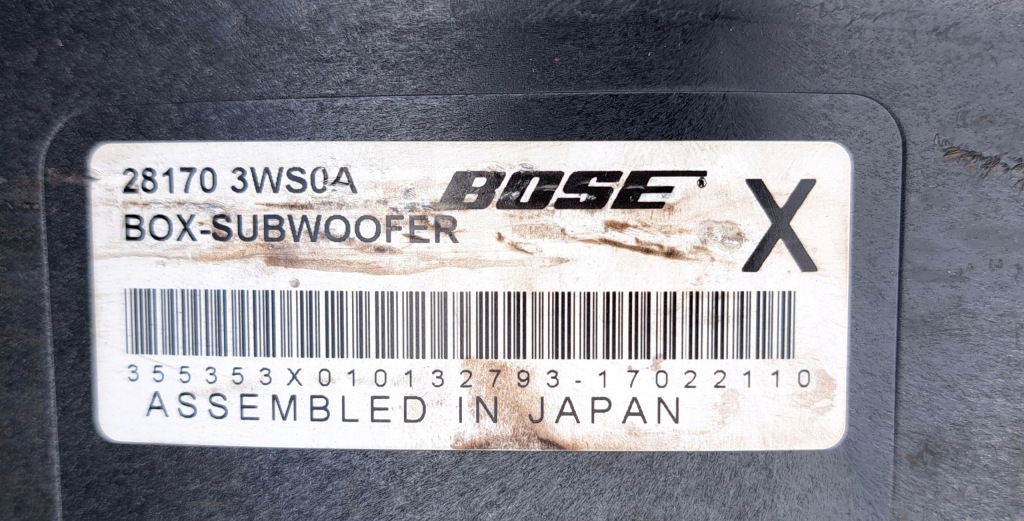 28170 3WS0A
BOSE®
X
BOX-SUBWOOFER
355353X010132793-17022110
ASSEMBLED IN JAPAN